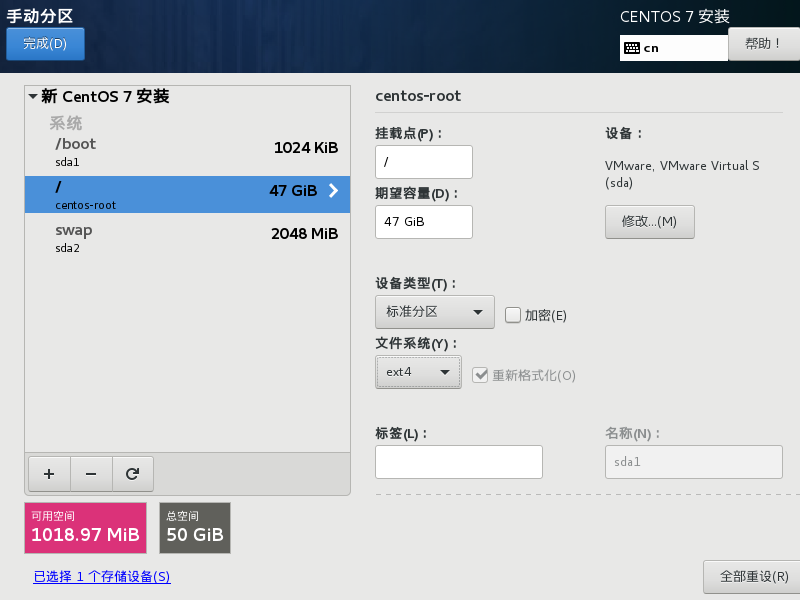 手动分区
完成(D)
CENTOS 7 安装
cn
帮助！
新 CentOS 7 安装
系统
/boot
1024 KiB
sda1
/
47 GiB
centos-root
swap
2048 MiB
sda2
可用空间
1018.97 MiB
总空间
50 GiB
已选择 1 个存储设备(S)
centos-root
挂载点(P)：
/
期望容量(D)：
47 GiB
设备：
VMware, VMware Virtual S
(sda)
修改...(M)
设备类型(T)：
标准分区
加密(E)
文件系统(Y)：
ext4
重新格式化(O)
标签(L)：
名称(N)：
sda1
全部重设(R)